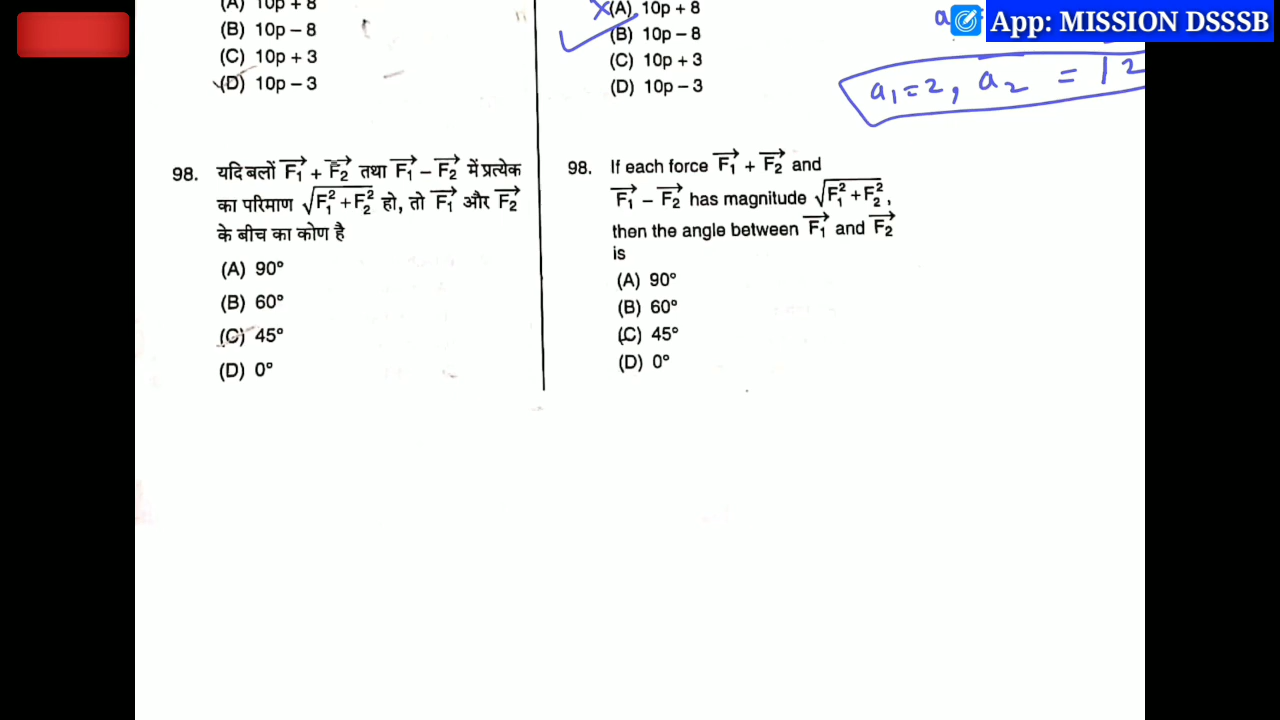 (A) 10p + 8
(B) 10p – 8
(C) 10p + 3
(D) 10p – 3
98. यदि बलों F₁ + F₂ तथा F₁ – F₂ में प्रत्येक
का परिमाण √F₁² + F₂² हो, तो F₁ और F₂
के बीच का कोण है
(A) 90°
(B) 60°
(C) 45°
(D) 0°
x(A) 10p + 8
(B) 10p – 8
(C) 10p + 3
(D) 10p – 3
98. If each force F₁ + F₂ and
F₁ – F₂ has magnitude √F₁² + F₂²,
then the angle between F₁ and F₂
is
(A) 90°
(B) 60°
(C) 45°
(D) 0°
App: MISSION DSSSB
a₁=2, a₂ = 12